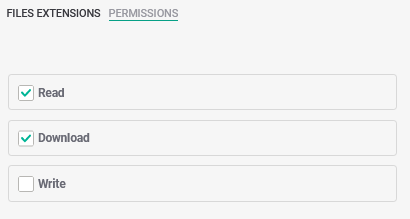 FILES EXTENSIONS PERMISSIONS
Read
Download
Write